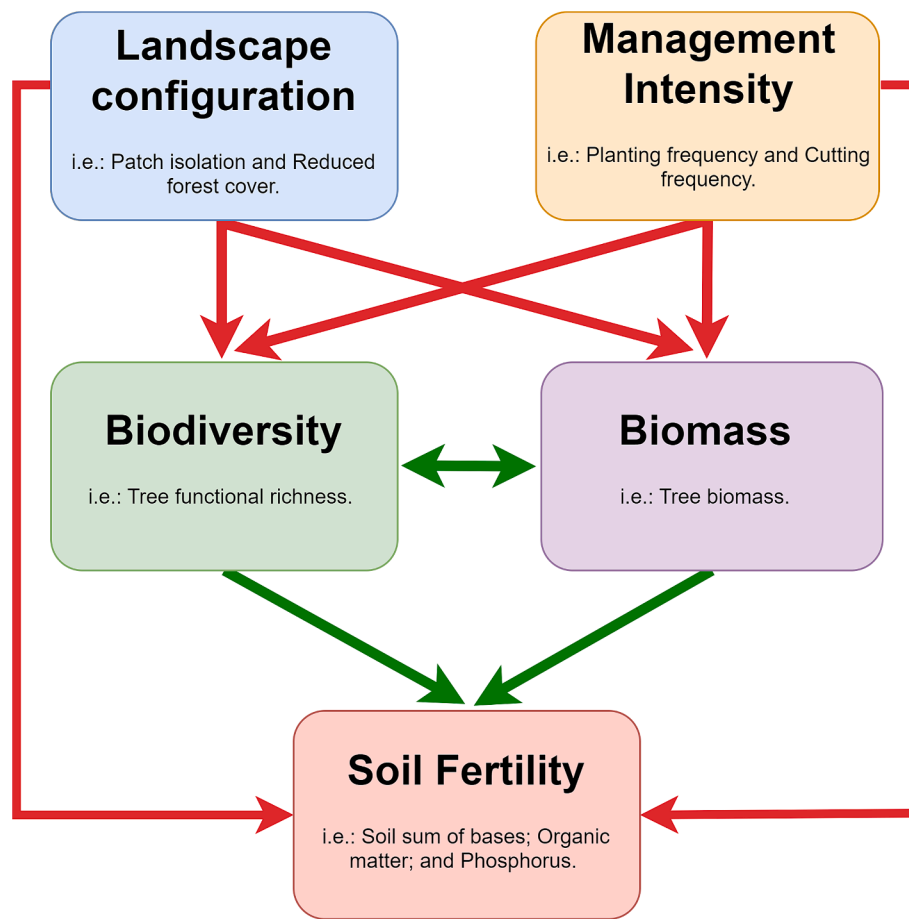 Landscape
configuration
i.e.: Patch isolation and Reduced
forest cover.
Management
Intensity
i.e.: Planting frequency and Cutting
frequency.
Biodiversity
i.e.: Tree functional richness.
Biomass
i.e.: Tree biomass.
Soil Fertility
i.e.: Soil sum of bases; Organic
matter; and Phosphorus.